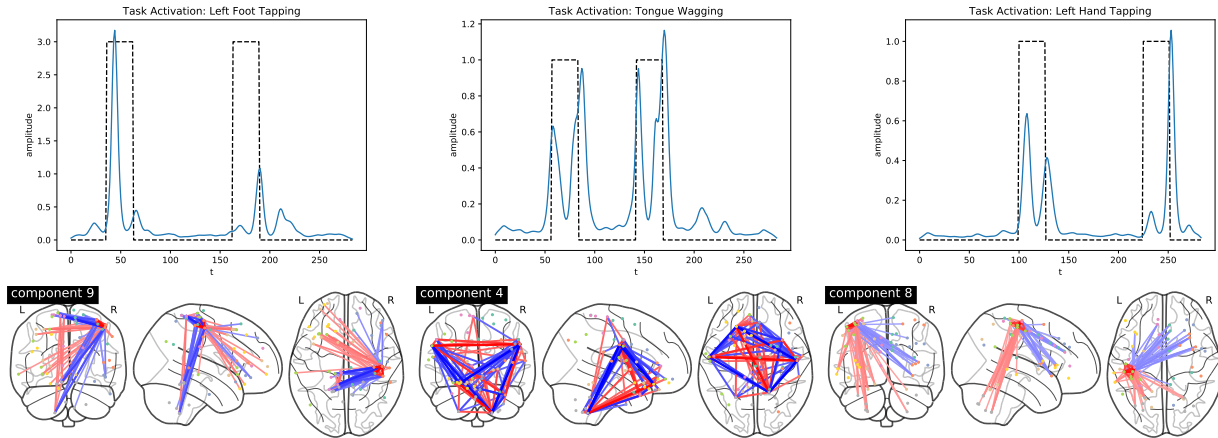 Task Activation: Left Foot Tapping
3.0
2.5
2.0
1.5
1.0
0.5
0.0
amplitude
0 50 100 150 200 250
t
Task Activation: Tongue Wagging
1.2
1.0
0.8
0.6
0.4
0.2
0.0
amplitude
0 50 100 150 200 250
t
Task Activation: Left Hand Tapping
1.0
0.8
0.6
0.4
0.2
0.0
amplitude
0 50 100 150 200 250
t
component 9
L R
L R
component 4
L R
L R
component 8
L R
L R